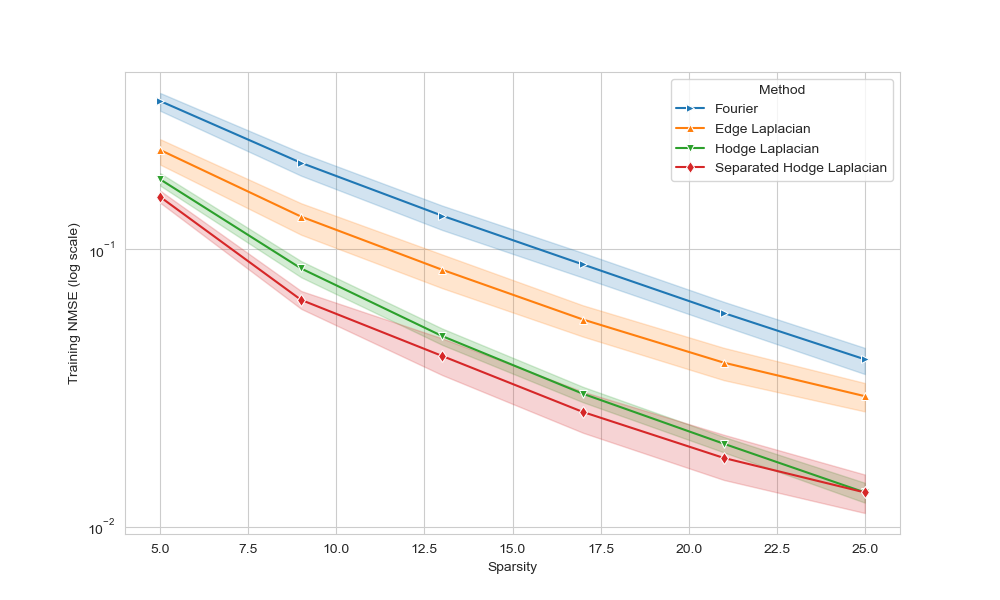 Method
Fourier
Edge Laplacian
Hodge Laplacian
Separated Hodge Laplacian
Training NMSE (log scale)
10⁻¹
10⁻²
5.0 7.5 10.0 12.5 15.0 17.5 20.0 22.5 25.0
Sparsity